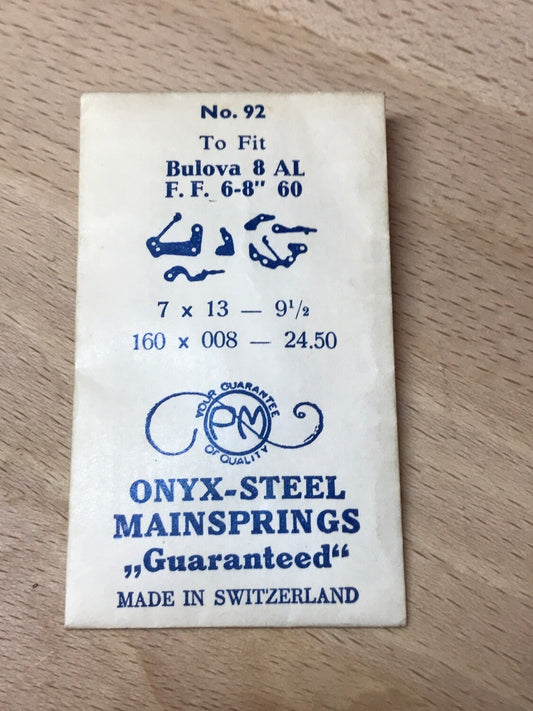 No. 92
To Fit
Bulova 8 AL
F. F. 6-8" 60
7 x 13 — 9½
160 x 008 — 24.50
YOUR GUARANTEE
PM
OF QUALITY
ONYX-STEEL
MAINSPRINGS
„Guaranteed“
MADE IN SWITZERLAND